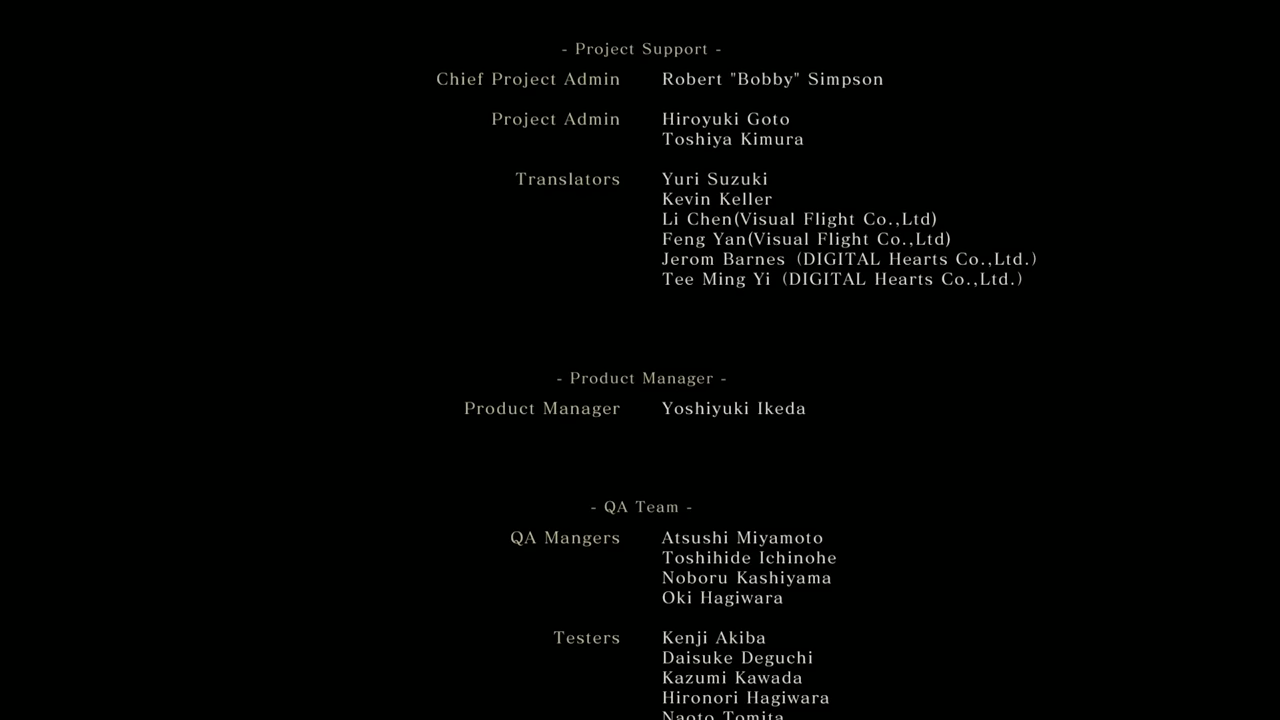 - Project Support -
Chief Project Admin Robert "Bobby" Simpson
Project Admin Hiroyuki Goto
Toshiya Kimura
Translators Yuri Suzuki
Kevin Keller
Li Chen(Visual Flight Co.,Ltd)
Feng Yan(Visual Flight Co.,Ltd)
Jerom Barnes (DIGITAL Hearts Co.,Ltd.)
Tee Ming Yi (DIGITAL Hearts Co.,Ltd.)
- Product Manager -
Product Manager Yoshiyuki Ikeda
- QA Team -
QA Mangers Atsushi Miyamoto
Toshihide Ichinohe
Noboru Kashiyama
Oki Hagiwara
Testers Kenji Akiba
Daisuke Deguchi
Kazumi Kawada
Hironori Hagiwara
Naoto Tomita